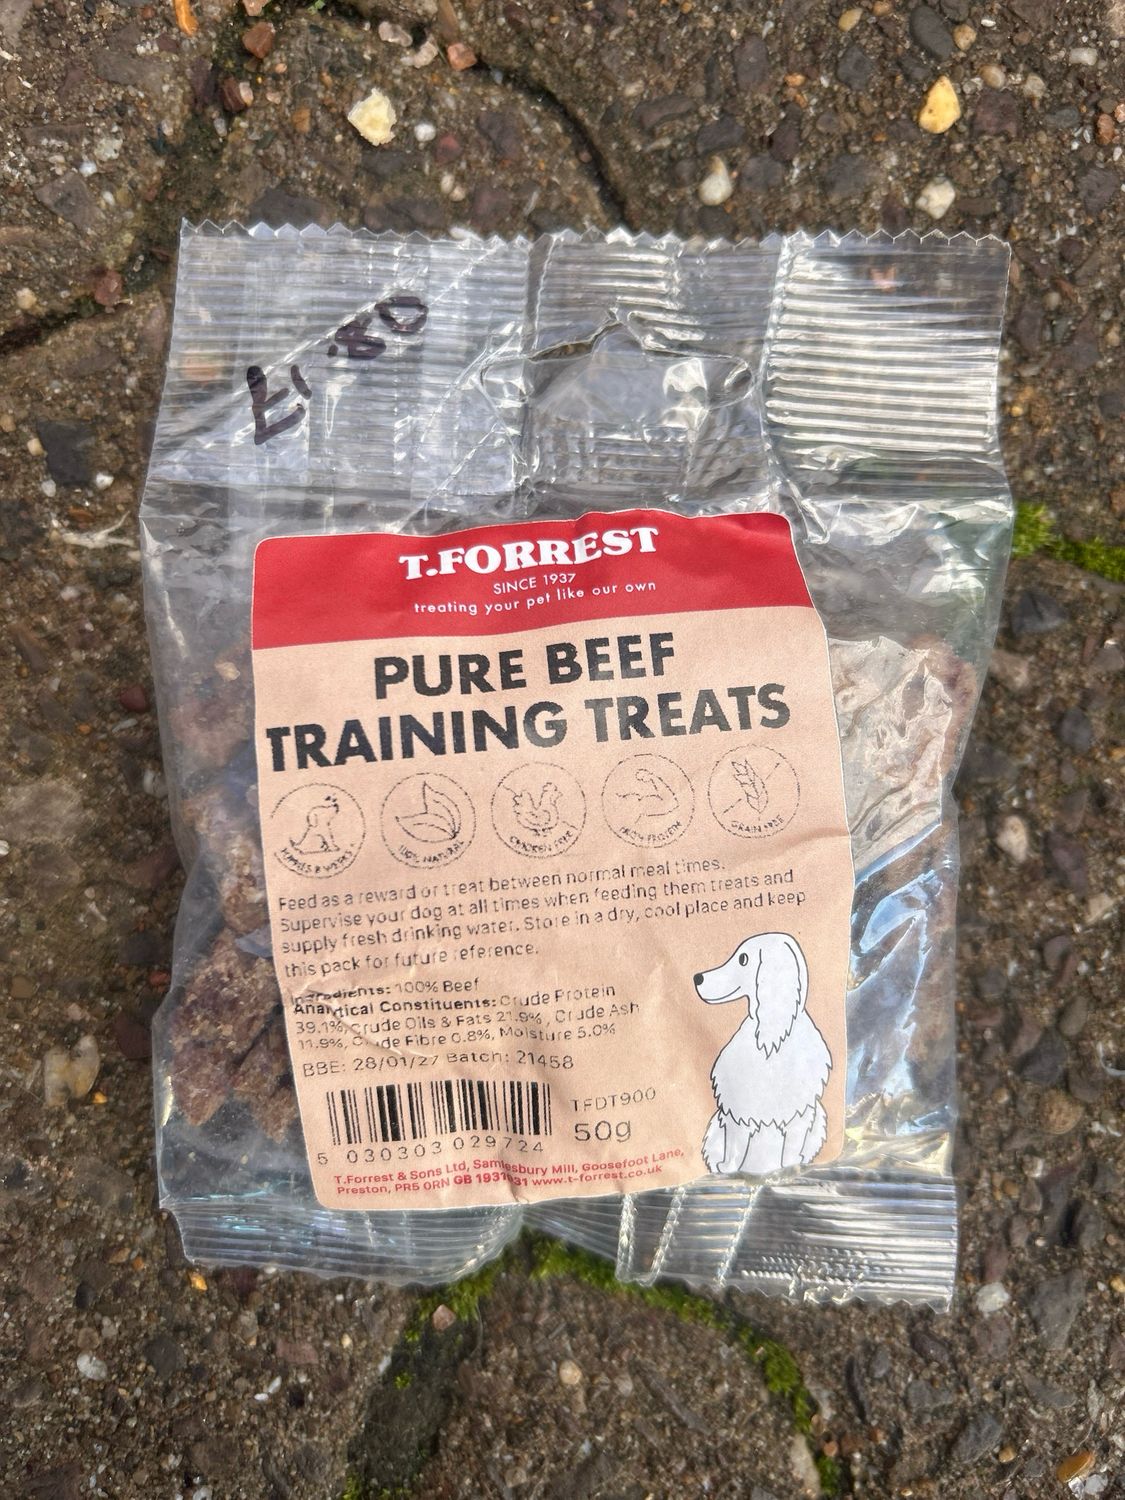 £1.80
T.FORREST
SINCE 1937
treating your pet like our own
PURE BEEF
TRAINING TREATS
100% NATURAL
CHICKEN FREE
HIGH PROTEIN
GRAIN FREE
Feed as a reward or treat between normal meal times.
Supervise your dog at all times when feeding them treats and
supply fresh drinking water. Store in a dry, cool place and keep
this pack for future reference.
Ingredients: 100% Beef
Analytical Constituents: Crude Protein
39.1%, Crude Oils & Fats 21.9%, Crude Ash
11.9%, Crude Fibre 0.8%, Moisture 5.0%
BBE: 28/01/27 Batch: 21458
TFDT900
50g
5 030303 029724
T.Forrest & Sons Ltd, Samlesbury Mill, Goosefoot Lane,
Preston, PR5 0RN GB www.t-forrest.co.uk